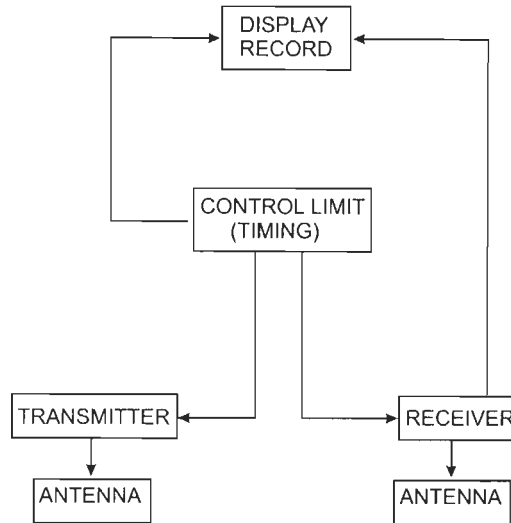 DISPLAY
RECORD
CONTROL LIMIT
(TIMING)
TRANSMITTER
RECEIVER
ANTENNA
ANTENNA